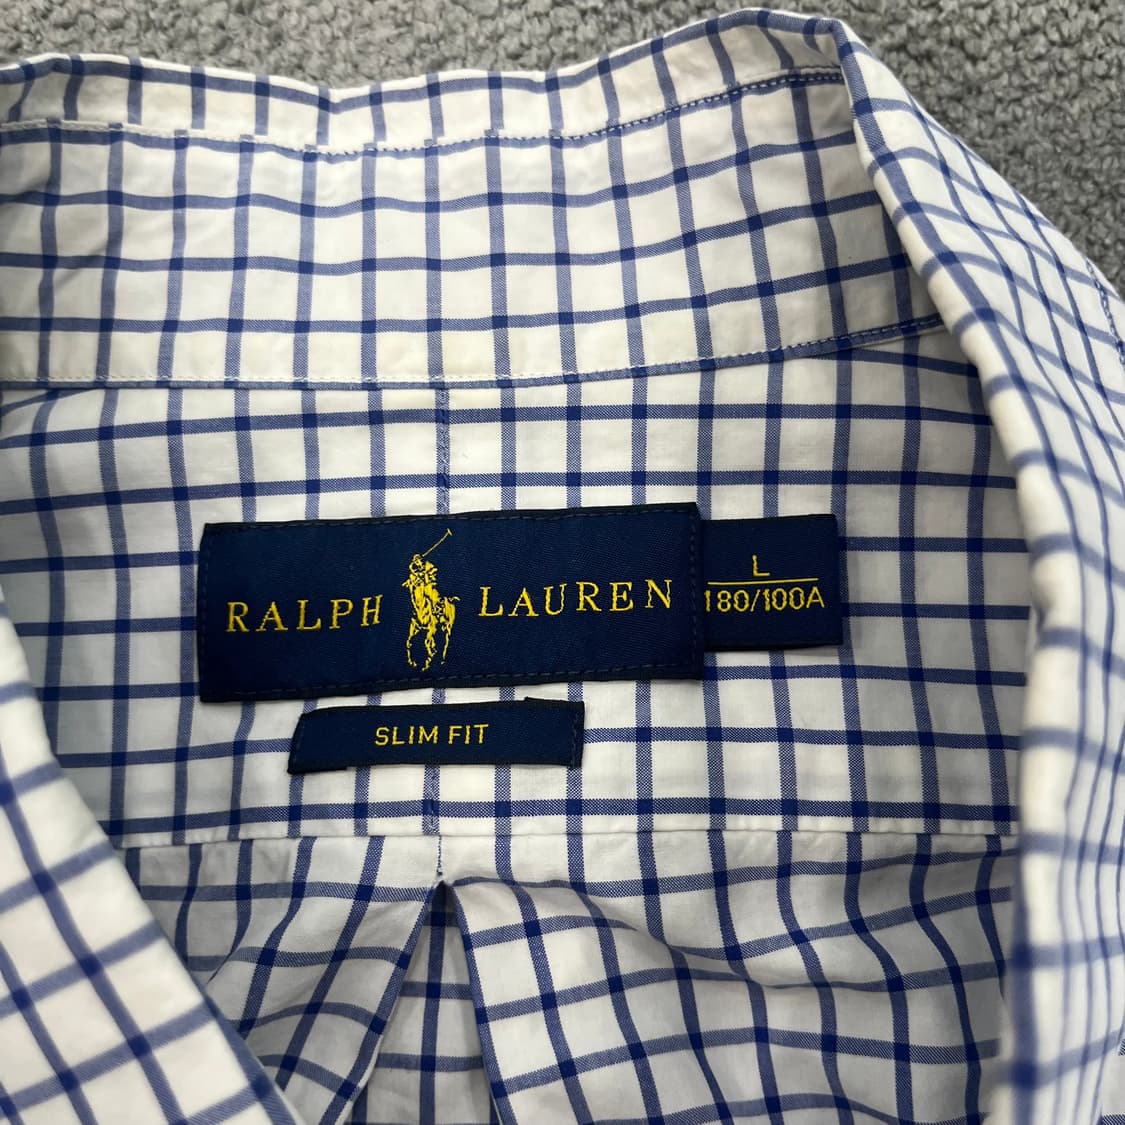 RALPH LAUREN
L
180/100A
SLIM FIT